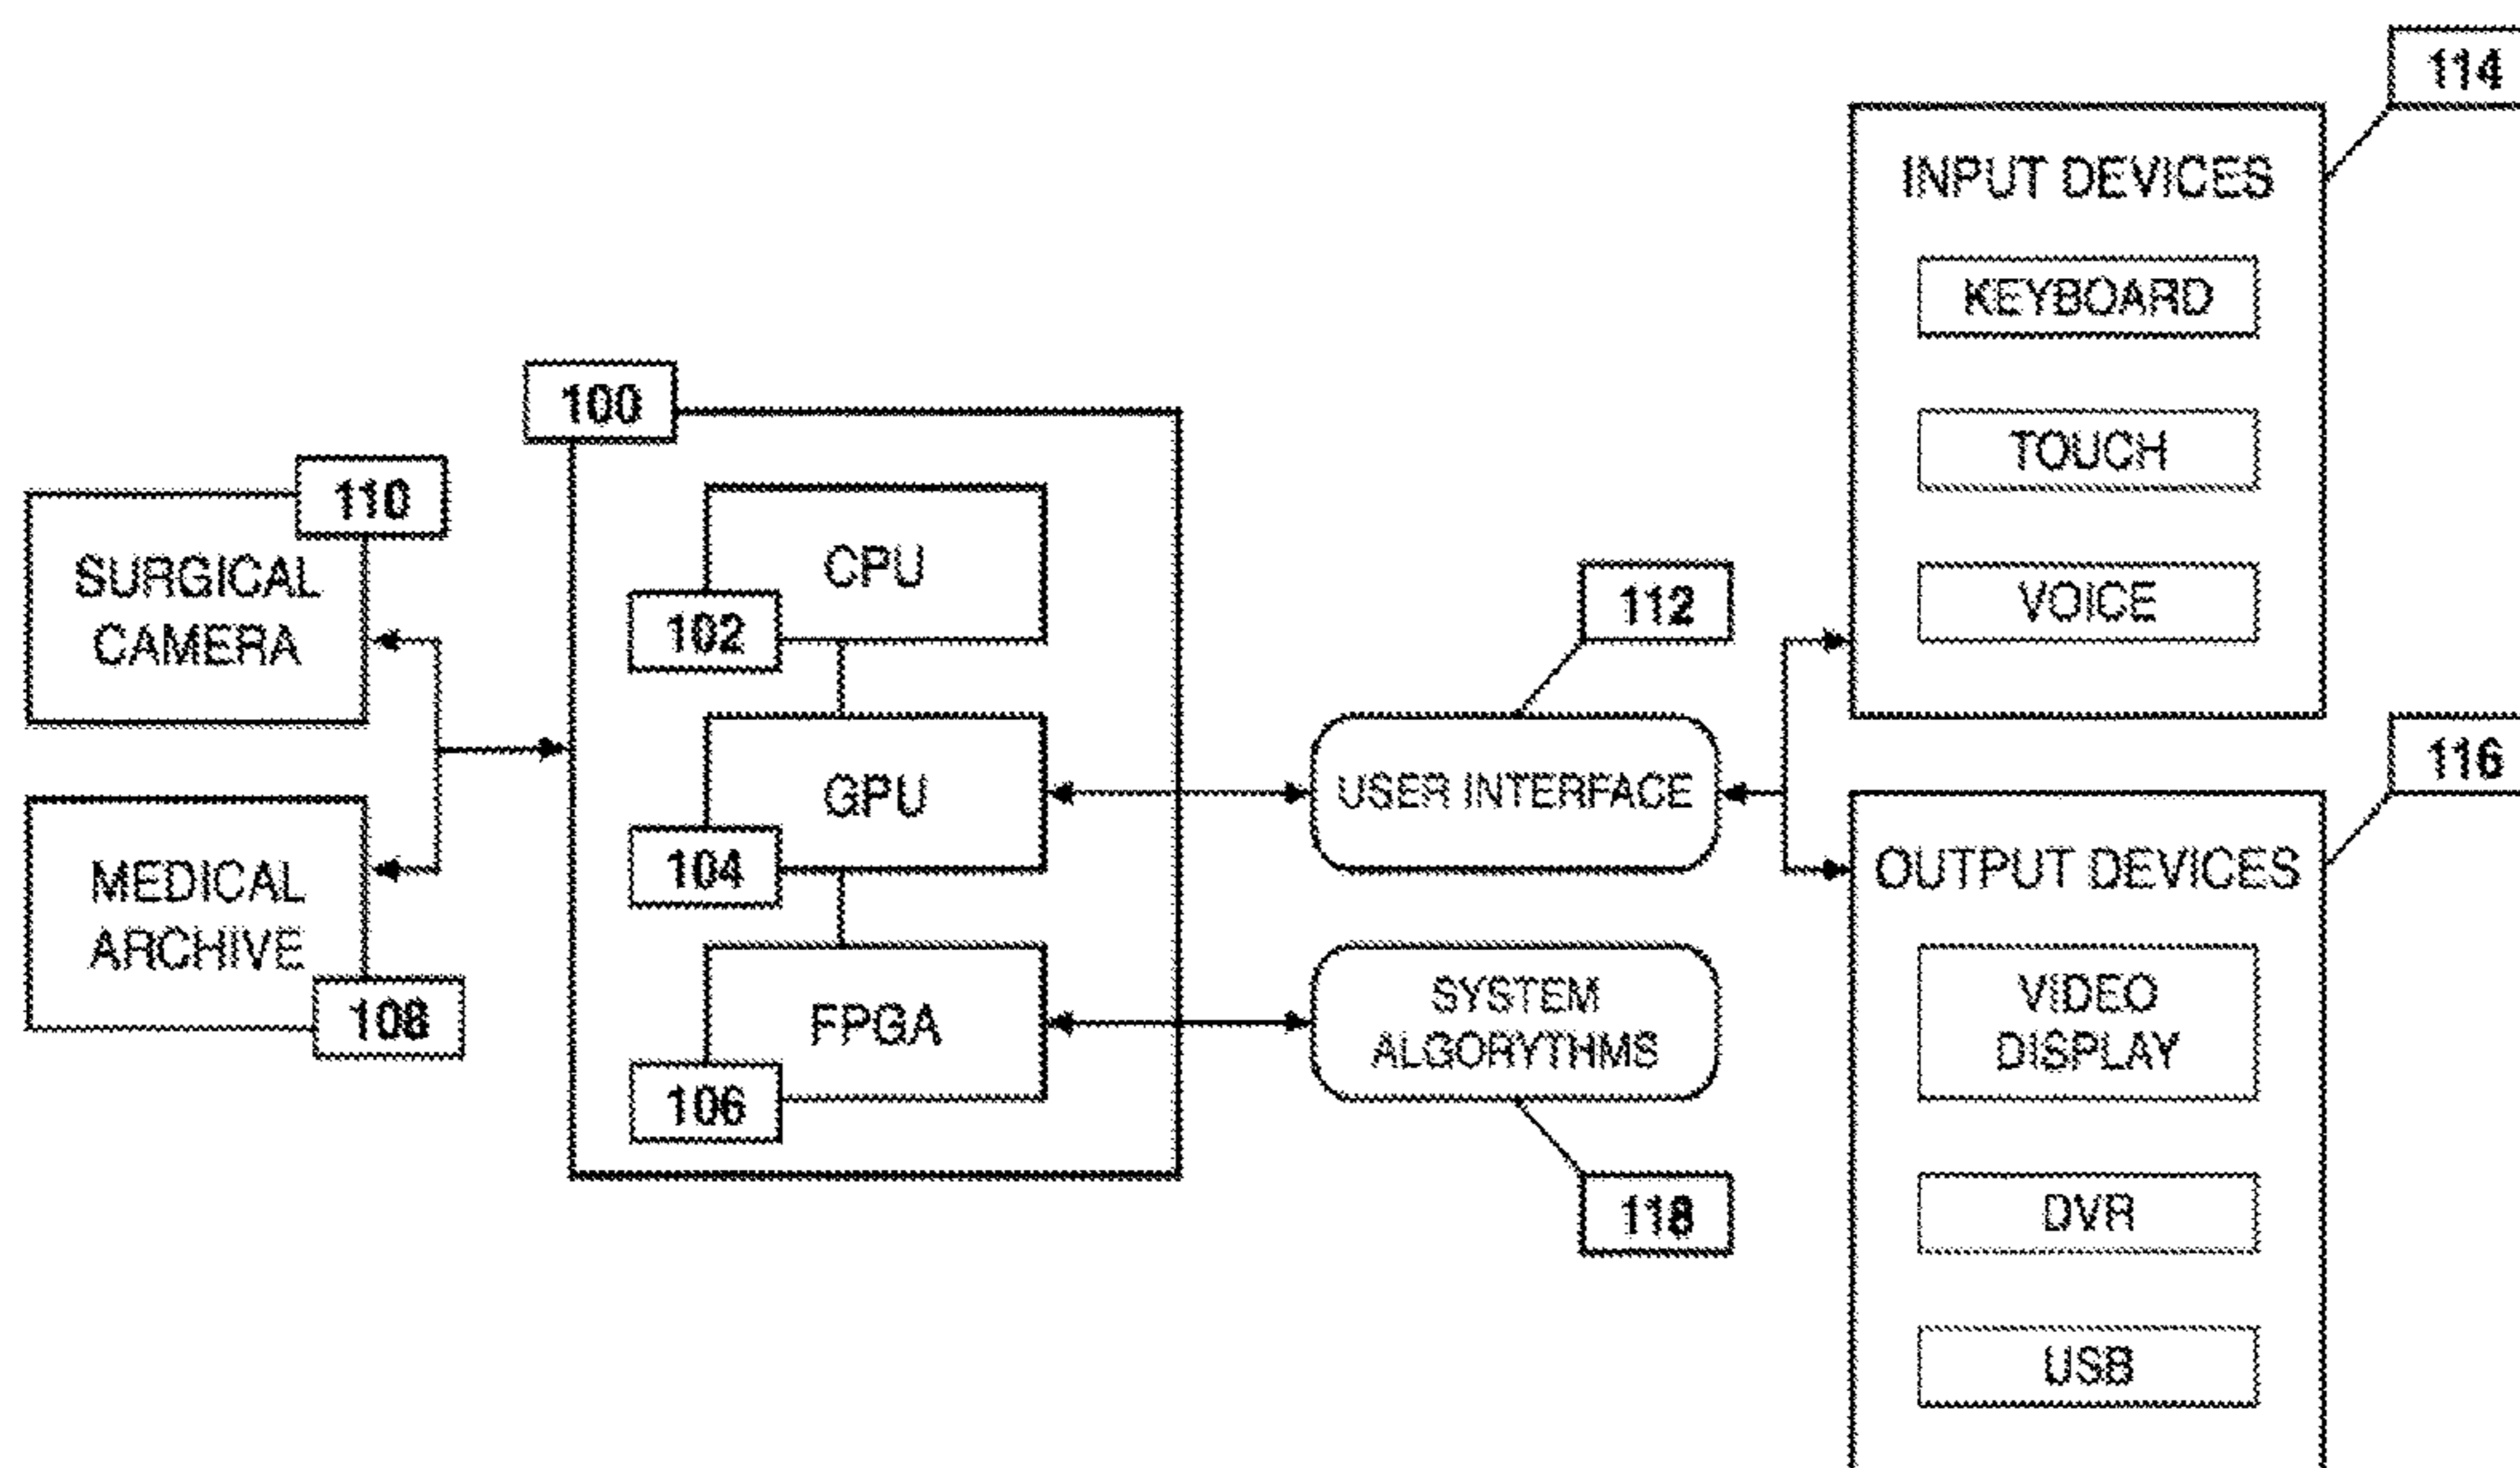 114
INPUT DEVICES
KEYBOARD
TOUCH
VOICE
100
110
SURGICAL
CAMERA
CPU
102
112
GPU
104
USER INTERFACE
116
OUTPUT DEVICES
MEDICAL
ARCHIVE
108
FPGA
106
SYSTEM
ALGORYTHMS
118
VIDEO
DISPLAY
DVR
USB